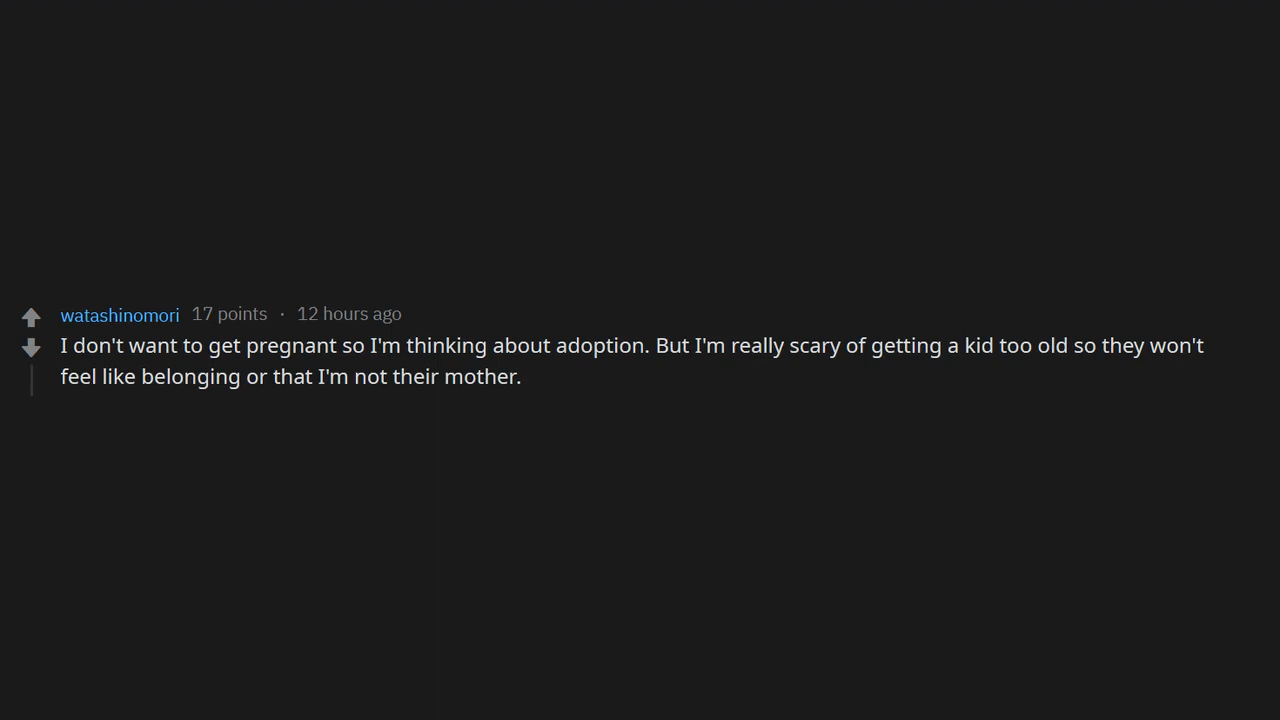 watashinomori 17 points · 12 hours ago
I don't want to get pregnant so I'm thinking about adoption. But I'm really scary of getting a kid too old so they won't
feel like belonging or that I'm not their mother.